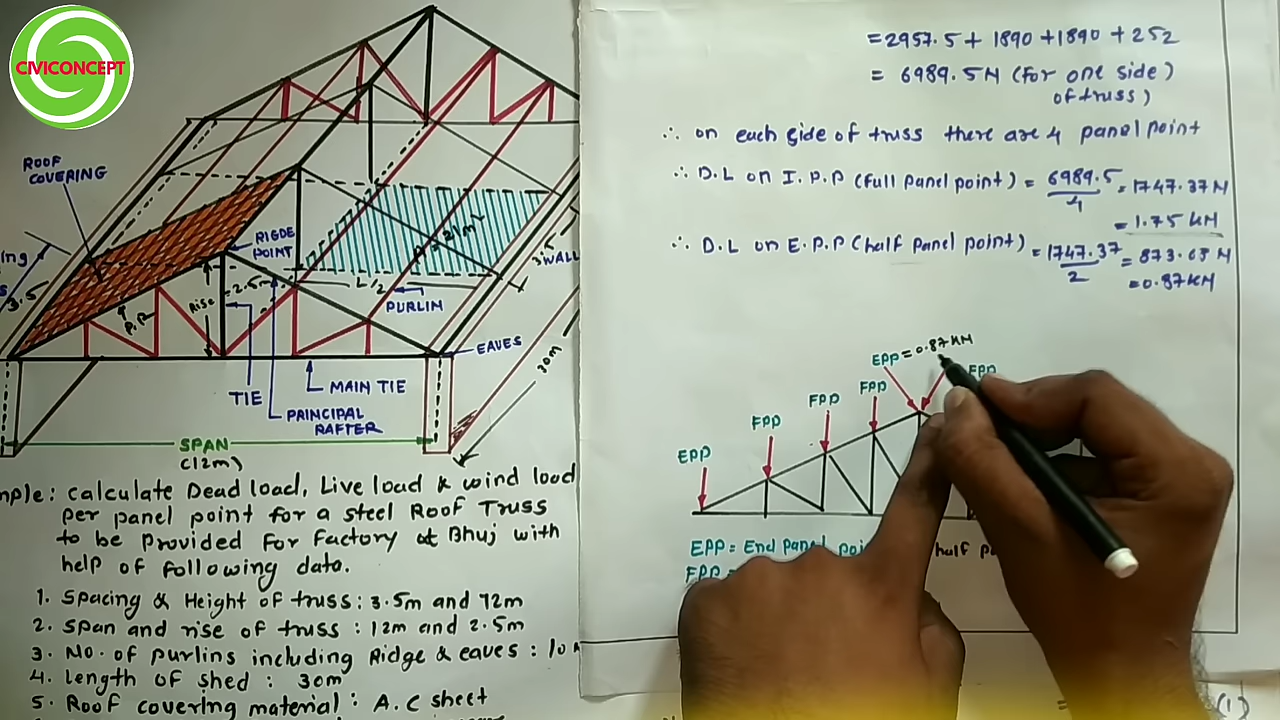 CIVICONCEPT
ROOF
COVERING
RIGDE
POINT
2.5m
Rise
P.P
3.5
L/2
PURLIN
WALL
30m
EAVES
TIE
MAIN TIE
PRINCIPAL
RAFTER
SPAN
(12m)
calculate Dead load, Live load & wind load
per panel point for a steel Roof Truss
to be Provided For Factory at Bhuj with
help of following data.
1. Spacing & Height of truss: 3.5m and 12m
2. Span and rise of truss : 12m and 2.5m
3. No. of Purlins including Ridge & eaves : 10
4. Length of shed : 30m
5. Roof covering material : A.C sheet
= 2957.5 + 1890 + 1890 + 252
= 6989.5 N (For one side)
of truss)
∴ on each side of truss there are 4 panel point
∴ D.L on I.P.P (full panel point) = 6989.5/4 = 1747.37 N
= 1.75 KN
∴ D.L on E.P.P (half panel point) = 1747.37/2 = 873.69 N
= 0.87 KN
EPP = 0.87 KN
EPP
FPP
FPP
FPP
EPP
EPP = End Panel
half
FPP =
(1)